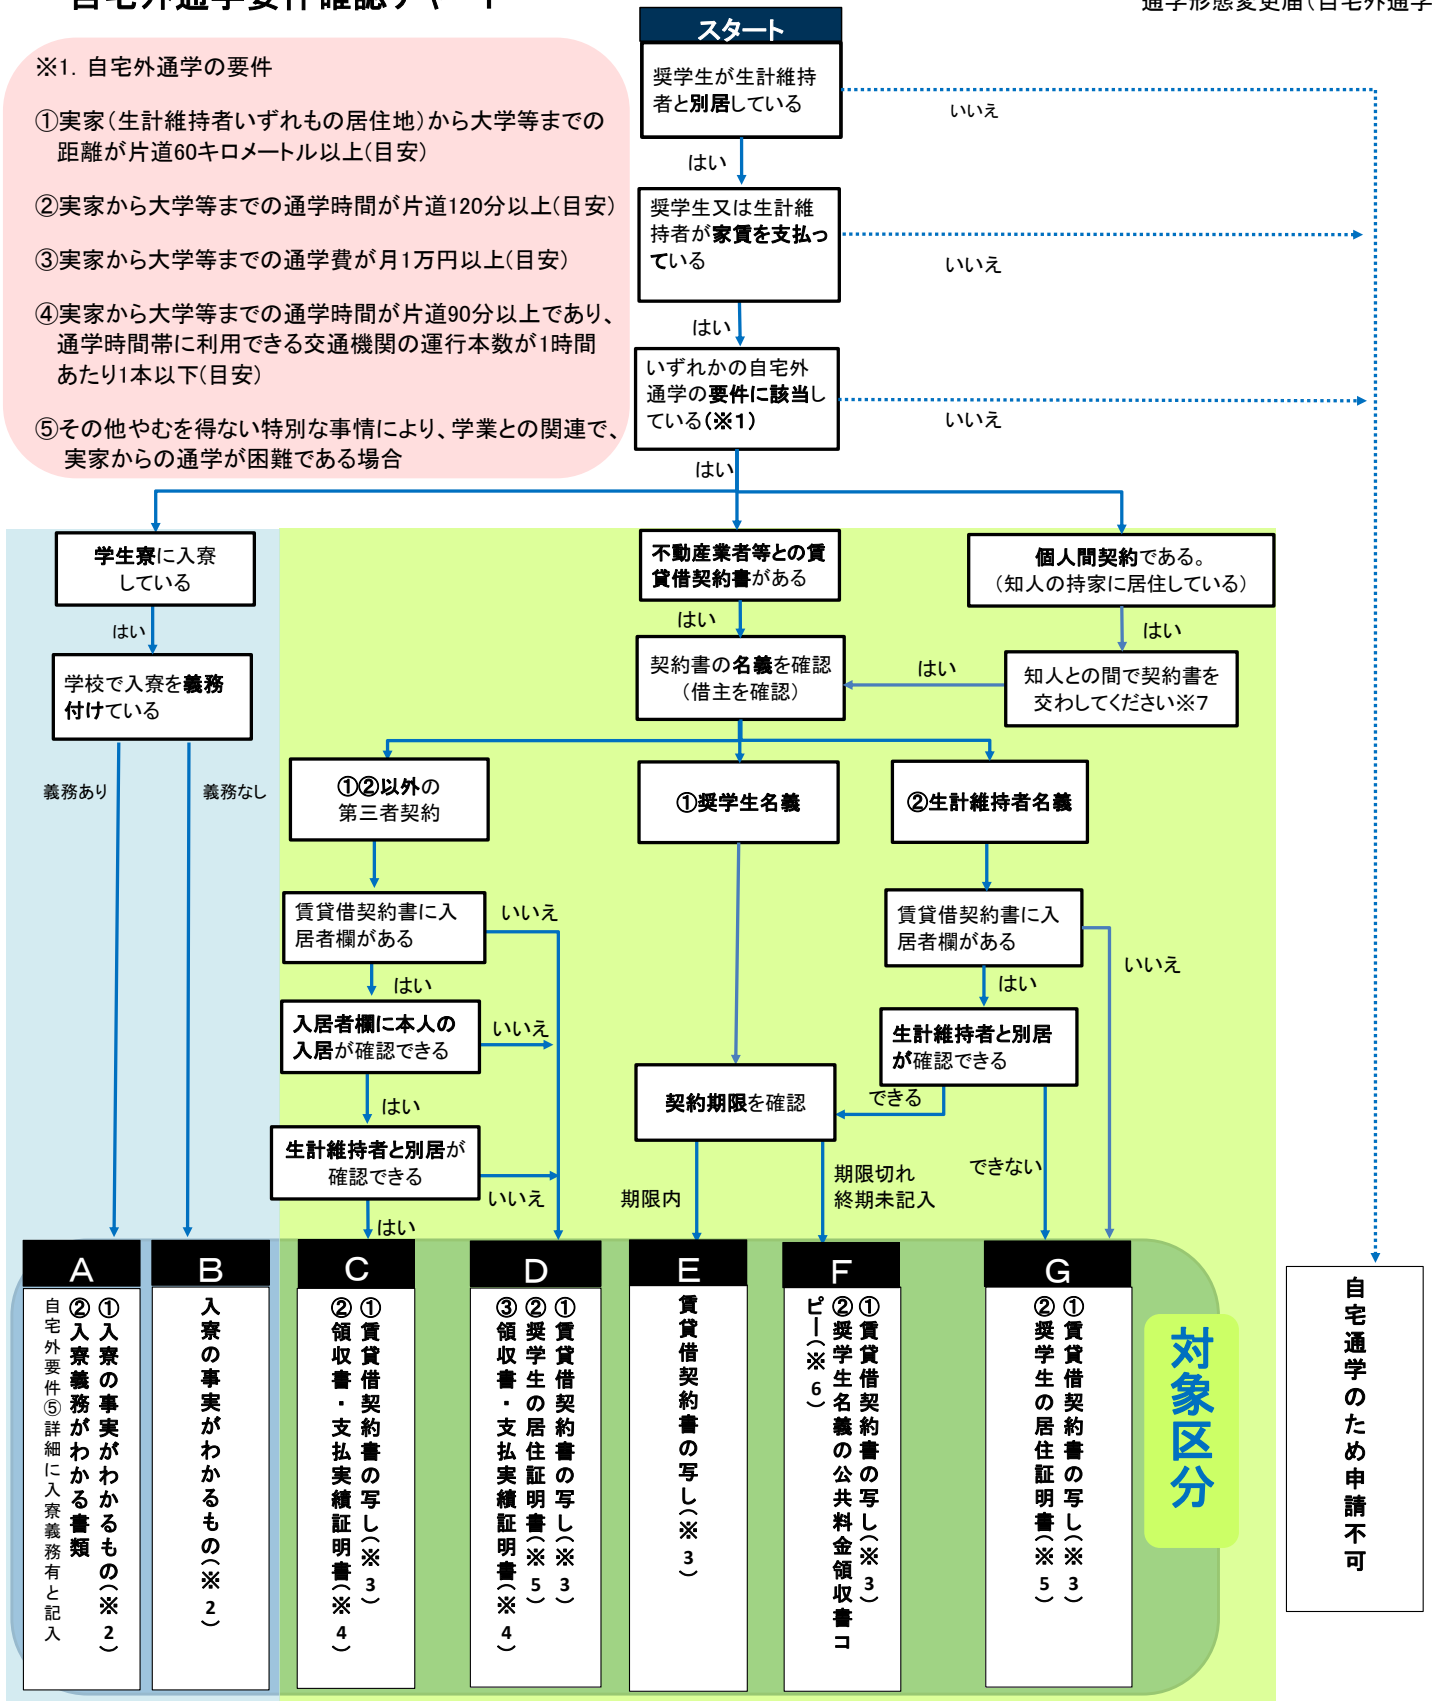 自宅外通学要件確認チャート
通学形態変更届(自宅外通学
※1. 自宅外通学の要件
①実家(生計維持者いずれもの居住地)から大学等までの
距離が片道60キロメートル以上(目安)
②実家から大学等までの通学時間が片道120分以上(目安)
③実家から大学等までの通学費が月1万円以上(目安)
④実家から大学等までの通学時間が片道90分以上であり、
通学時間帯に利用できる交通機関の運行本数が1時間
あたり1本以下(目安)
⑤その他やむを得ない特別な事情により、学業との関連で、
実家からの通学が困難である場合
スタート
奨学生が生計維持
者と別居している
いいえ
はい
奨学生又は生計維
持者が家賃を支払っ
ている
いいえ
はい
いずれかの自宅外
通学の要件に該当し
ている(※1)
いいえ
はい
学生寮に入寮
している
はい
学校で入寮を義務
付けている
義務あり
義務なし
不動産業者等との賃
貸借契約書がある
はい
契約書の名義を確認
(借主を確認)
個人間契約である。
(知人の持家に居住している)
はい
知人との間で契約書を
交わしてください※7
はい
①②以外の
第三者契約
①奨学生名義
②生計維持者名義
賃貸借契約書に入
居者欄がある
いいえ
はい
入居者欄に本人の
入居が確認できる
いいえ
はい
生計維持者と別居が
確認できる
いいえ
はい
賃貸借契約書に入
居者欄がある
いいえ
はい
生計維持者と別居
が確認できる
できる
できない
契約期限を確認
期限内
期限切れ
終期未記入
A
①入寮の事実がわかるもの(※2)
②入寮義務がわかる書類
自宅外要件⑤詳細に入寮義務有と記入
B
入寮の事実がわかるもの(※2)
C
①賃貸借契約書の写し(※3)
②領収書・支払実績証明書(※4)
D
①賃貸借契約書の写し(※3)
②奨学生の居住証明書(※5)
③領収書・支払実績証明書(※4)
E
賃貸借契約書の写し(※3)
F
①賃貸借契約書の写し(※3)
②奨学生名義の公共料金領収書コ
ピー(※6)
G
①賃貸借契約書の写し(※3)
②奨学生の居住証明書(※5)
対象区分
自宅通学のため申請不可